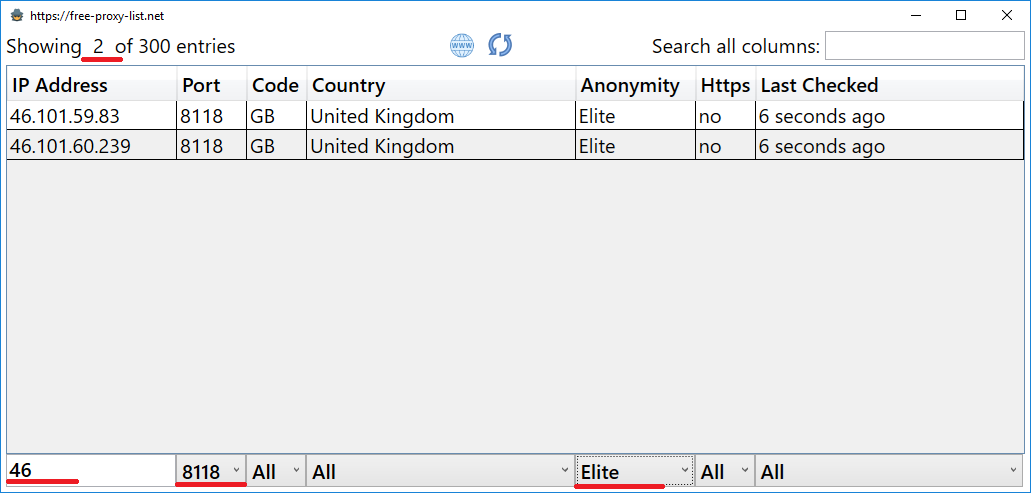 https://free-proxy-list.net
Showing 2 of 300 entries WWW Search all columns:
IP Address Port Code Country Anonymity Https Last Checked
46.101.59.83 8118 GB United Kingdom Elite no 6 seconds ago
46.101.60.239 8118 GB United Kingdom Elite no 6 seconds ago
46 8118 All All Elite All All